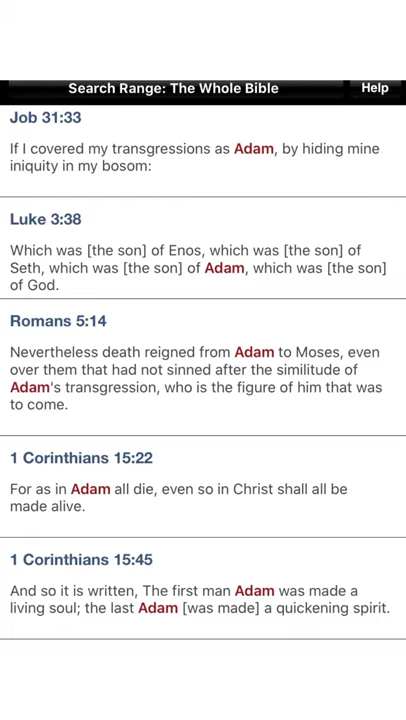 Search Range: The Whole Bible Help
Job 31:33
If I covered my transgressions as Adam, by hiding mine
iniquity in my bosom:
Luke 3:38
Which was [the son] of Enos, which was [the son] of
Seth, which was [the son] of Adam, which was [the son]
of God.
Romans 5:14
Nevertheless death reigned from Adam to Moses, even
over them that had not sinned after the similitude of
Adam's transgression, who is the figure of him that was
to come.
1 Corinthians 15:22
For as in Adam all die, even so in Christ shall all be
made alive.
1 Corinthians 15:45
And so it is written, The first man Adam was made a
living soul; the last Adam [was made] a quickening spirit.